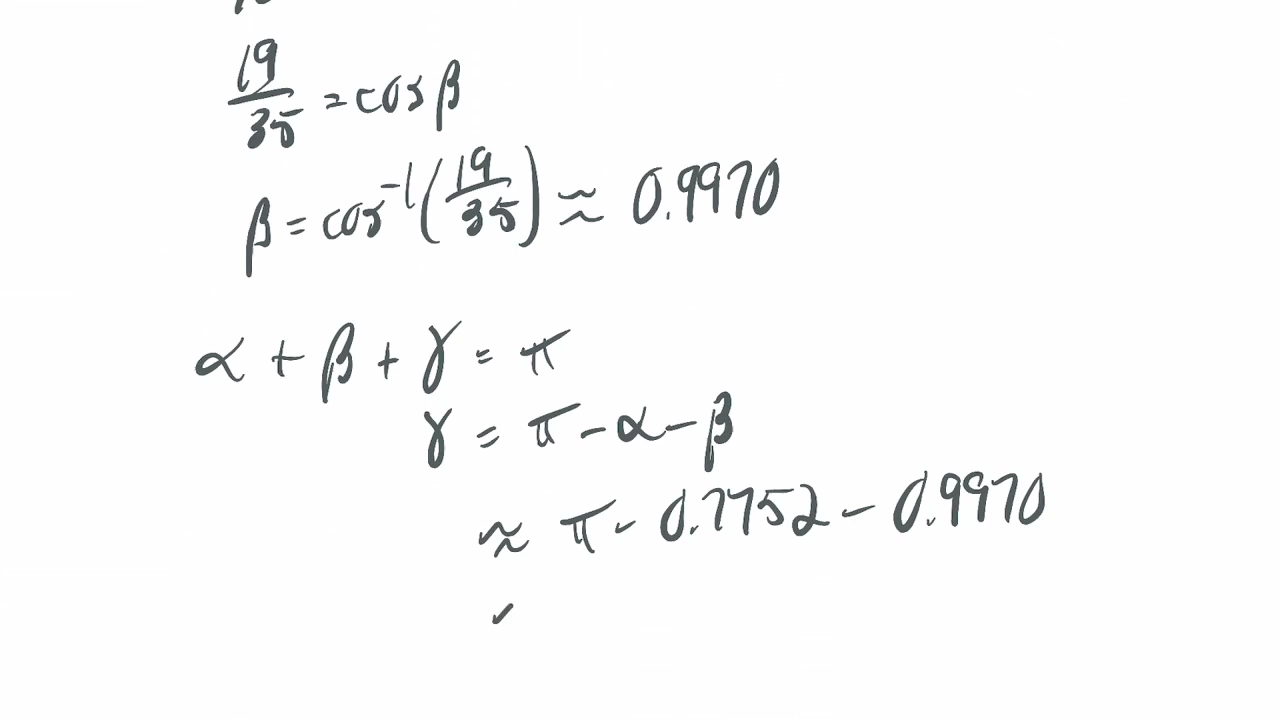 19/35 = cos β
β = cos⁻¹(19/35) ≈ 0.9970
α + β + γ = π
γ = π - α - β
≈ π - 0.7752 - 0.9970